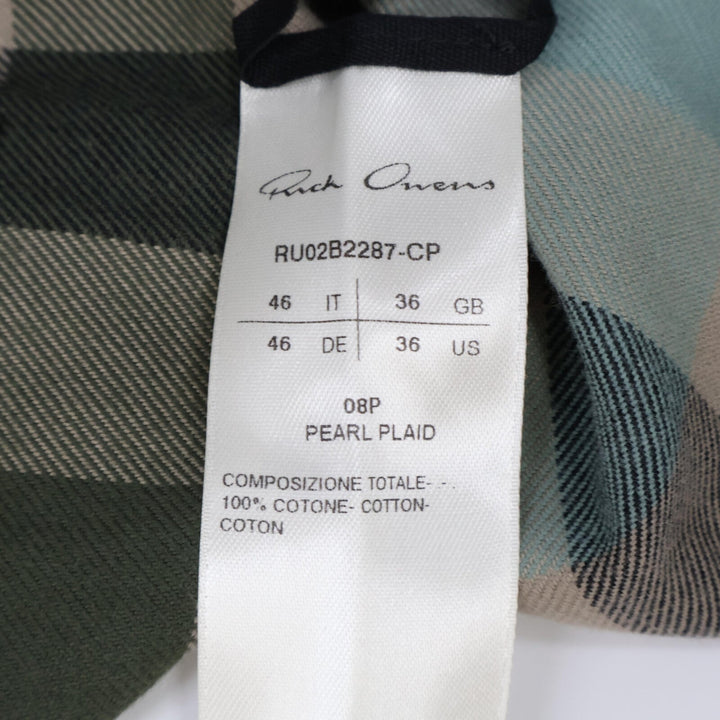 Rick Owens
RU02B2287-CP
46 IT 36 GB
46 DE 36 US
08P
PEARL PLAID
COMPOSIZIONE TOTALE-
100% COTONE- COTTON-
COTON